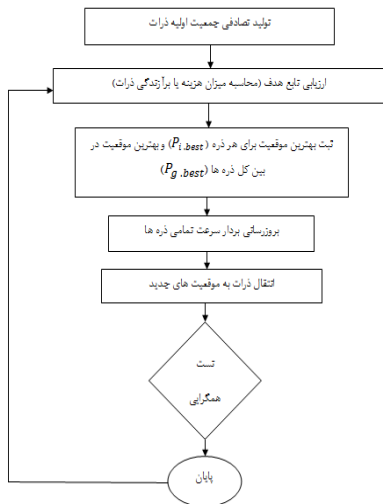 تولید تصادفی جمعیت اولیه ذرات
ارزیابی تابع هدف (محاسبه میزان هزینه یا برآزندگی ذرات)
ثبت بهترین موقعیت برای هر ذره (P_{i,best}) و بهترین موقعیت در
بین کل ذره ها (P_{g,best})
بروزرساتی بردار سرعت تمامی ذره ها
انتقال ذرات به موقعیت های جدید
تست
همگرایی
پایان